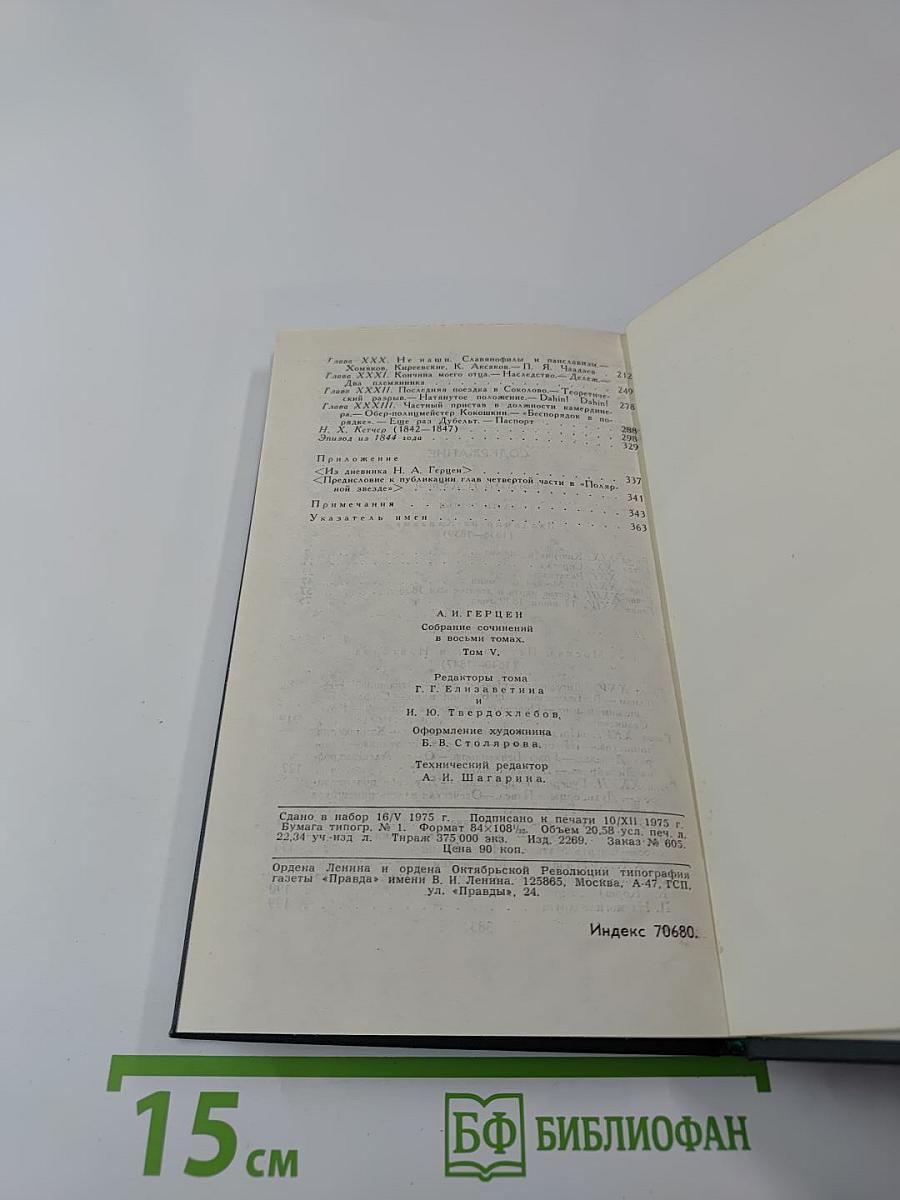 Глава XXX. Не наши. Славянофилы и панславизм.—
Хомяков, Киреевские, К. Аксаков.— П. Я. Чаадаев . 212
Глава XXXI. Кончина моего отца.— Наследство.— Дележ.—
Два племянника . . . . . . . . . . . . 249
Глава XXXII. Последняя поездка в Соколово.— Теоретиче-
ский разрыв.— Натянутое положение.— Dahin! Dahin! 278
Глава XXXIII. Частный пристав в должности камердине-
ра.— Обер-полицмейстер Кокошкин.— «Беспорядок в по-
рядке».— Еще раз Дубельт.— Паспорт . . . . . . 288
Н. Х. Кетчер (1842—1847) . . . . . . . . . . 298
Эпизод из 1844 года . . . . . . . . . . . . 329
Приложение
<Из дневника Н. А. Герцен> . . . . . . . . . . 337
<Предисловие к публикации глав четвертой части в «Поляр-
ной звезде»> . . . . . . . . . . . . 341
Примечания . . . . . . . . . . . . 343
Указатель имен . . . . . . . . . . . . 363
А. И. ГЕРЦЕН
Собрание сочинений
в восьми томах.
Том V.
Редакторы тома
Г. Г. Елизаветина
и
И. Ю. Твердохлебов.
Оформление художника
Б. В. Столярова.
Технический редактор
А. И. Шагарина.
Сдано в набор 16/V 1975 г. Подписано к печати 10/XII 1975 г.
Бумага типогр. № 1. Формат 84×108¹/₃₂. Объем 20,58 усл. печ. л.
22,34 уч.-изд л. Тираж 375 000 экз. Изд. 2269. Заказ № 605.
Цена 90 коп.
Ордена Ленина и ордена Октябрьской Революции типография
газеты «Правда» имени В. И. Ленина. 125865, Москва, А-47, ГСП,
ул. «Правды», 24.
Индекс 70680.
15 см
БФ БИБЛИОФАН